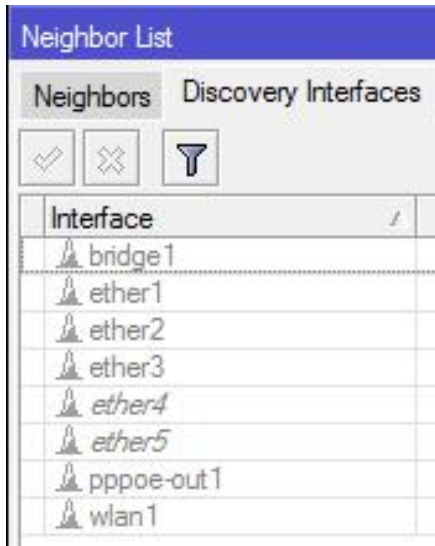 Neighbor List
Neighbors Discovery Interfaces
Interface
bridge1
ether1
ether2
ether3
ether4
ether5
pppoe-out1
wlan1